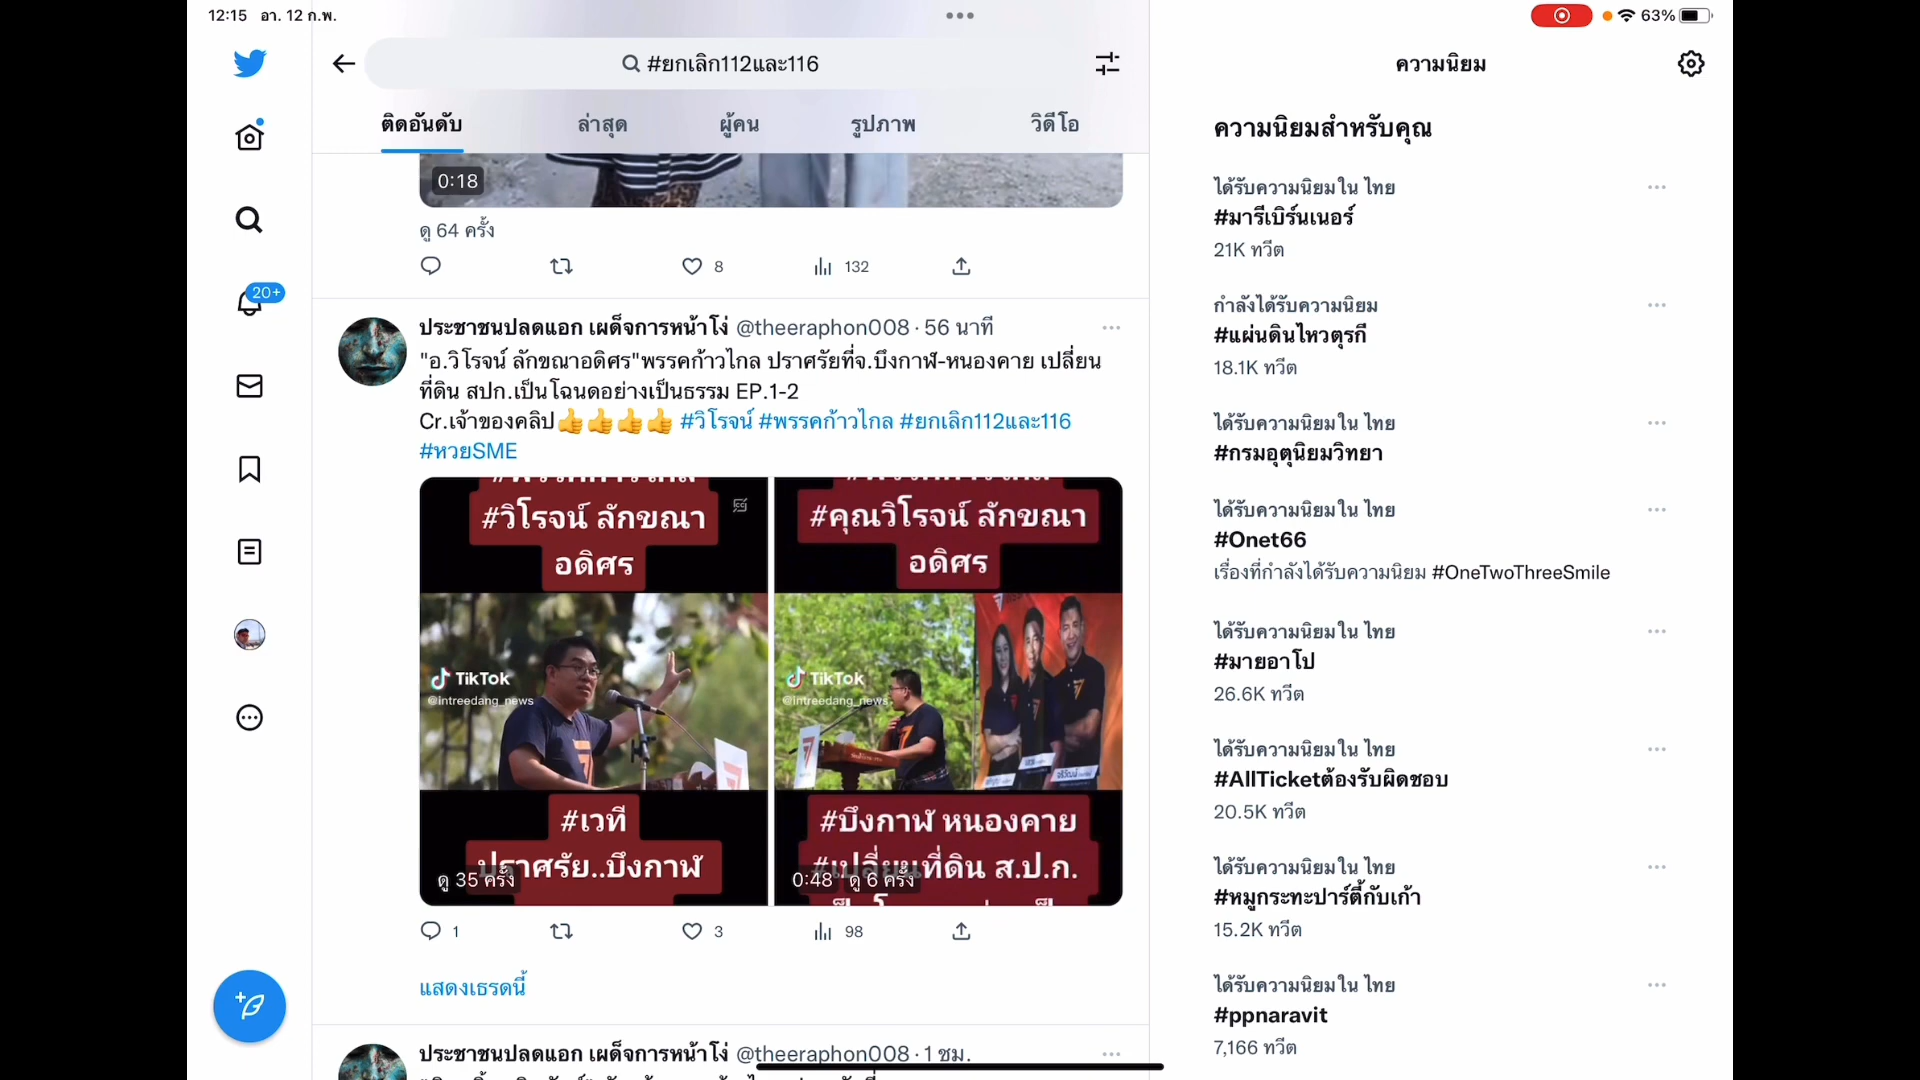 12:15 อา. 12 ก.พ.
63%
#ยกเลิก112และ116
ติดอันดับ
ล่าสุด
ผู้คน
รูปภาพ
วิดีโอ
20+
0:18
ดู 64 ครั้ง
8
132
ประชาชนปลดแอก เผด็จการหน้าโง่ @theeraphon008 · 56 นาที
"อ.วิโรจน์ ลักขณาอดิศร"พรรคก้าวไกล ปราศรัยที่จ.บึงกาฬ-หนองคาย เปลี่ยน
ที่ดิน สปก.เป็นโฉนดอย่างเป็นธรรม EP.1-2
Cr.เจ้าของคลิป👍👍👍👍 #วิโรจน์ #พรรคก้าวไกล #ยกเลิก112และ116
#หวยSME
#วิโรจน์ ลักขณา
อดิศร
TikTok
@intreedang_news
#เวที
ปราศรัย..บึงกาฬ
ดู 35 ครั้ง
#คุณวิโรจน์ ลักขณา
อดิศร
TikTok
@intreedang_news
#บึงกาฬ หนองคาย
#เปลี่ยนที่ดิน ส.ป.ก.
0:48 ดู 6 ครั้ง
1
3
98
แสดงเธรดนี้
ประชาชนปลดแอก เผด็จการหน้าโง่ @theeraphon008 · 1 ชม.
ความนิยม
ความนิยมสำหรับคุณ
ได้รับความนิยมใน ไทย
#มารีเบิร์นเนอร์
21K ทวีต
กำลังได้รับความนิยม
#แผ่นดินไหวตุรกี
18.1K ทวีต
ได้รับความนิยมใน ไทย
#กรมอุตุนิยมวิทยา
ได้รับความนิยมใน ไทย
#Onet66
เรื่องที่กำลังได้รับความนิยม #OneTwoThreeSmile
ได้รับความนิยมใน ไทย
#มายอาโป
26.6K ทวีต
ได้รับความนิยมใน ไทย
#AllTicketต้องรับผิดชอบ
20.5K ทวีต
ได้รับความนิยมใน ไทย
#หมูกระทะปาร์ตี้กับเก้า
15.2K ทวีต
ได้รับความนิยมใน ไทย
#ppnaravit
7,166 ทวีต